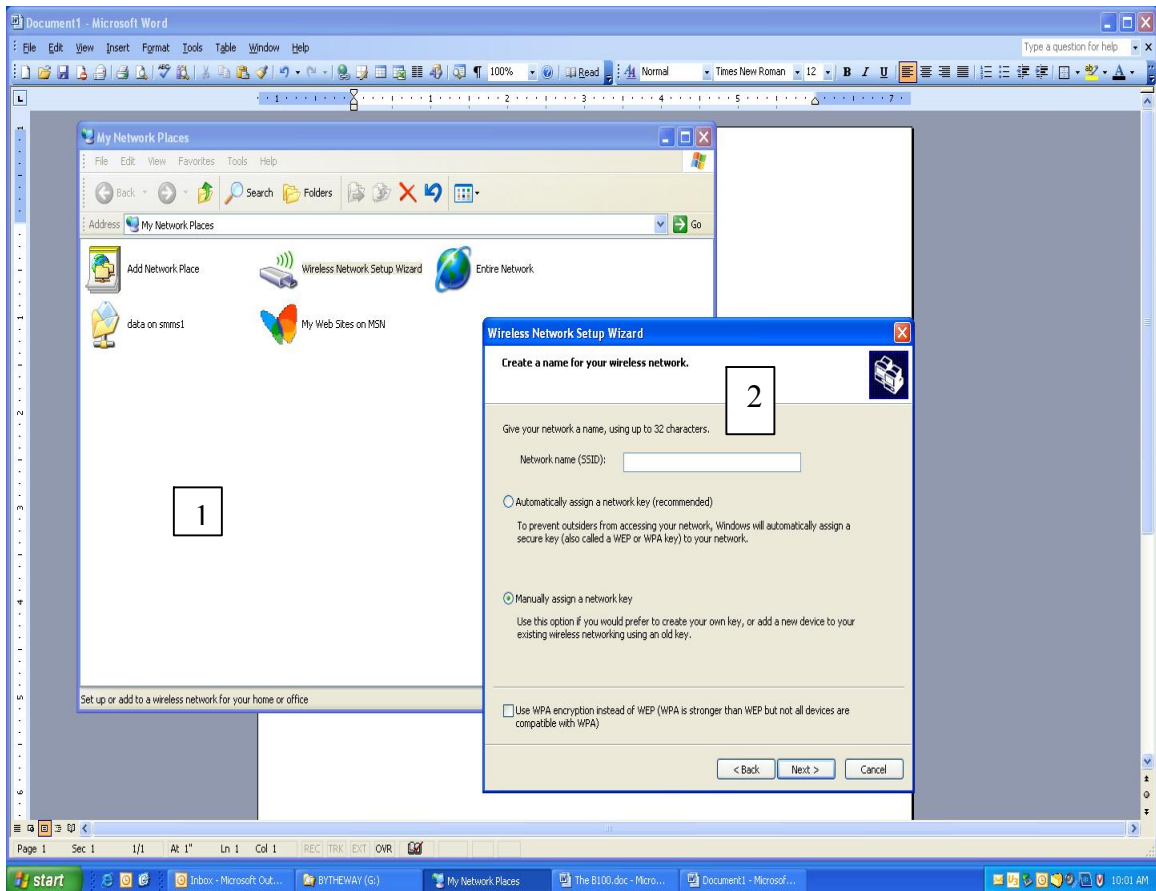 Document1 - Microsoft Word
File Edit View Insert Format Tools Table Window Help
Type a question for help
100% Read Normal Times New Roman 12 B I U A
L
1 1 2 3 4 5 7
My Network Places
File Edit View Favorites Tools Help
Back Search Folders
Address My Network Places Go
Add Network Place
Wireless Network Setup Wizard
Entire Network
data on smms1
My Web Sites on MSN
1
Set up or add to a wireless network for your home or office
Wireless Network Setup Wizard
Create a name for your wireless network.
2
Give your network a name, using up to 32 characters.
Network name (SSID):
Automatically assign a network key (recommended)
To prevent outsiders from accessing your network, Windows will automatically assign a
secure key (also called a WEP or WPA key) to your network.
Manually assign a network key
Use this option if you would prefer to create your own key, or add a new device to your
existing wireless networking using an old key.
Use WPA encryption instead of WEP (WPA is stronger than WEP but not all devices are
compatible with WPA)
< Back Next > Cancel
Page 1 Sec 1 1/1 At 1" Ln 1 Col 1 REC TRK EXT OVR
start Inbox - Microsoft Out... BYTHEWAY (G:) My Network Places The B100.doc - Micro... Document1 - Microsof... 10:01 AM